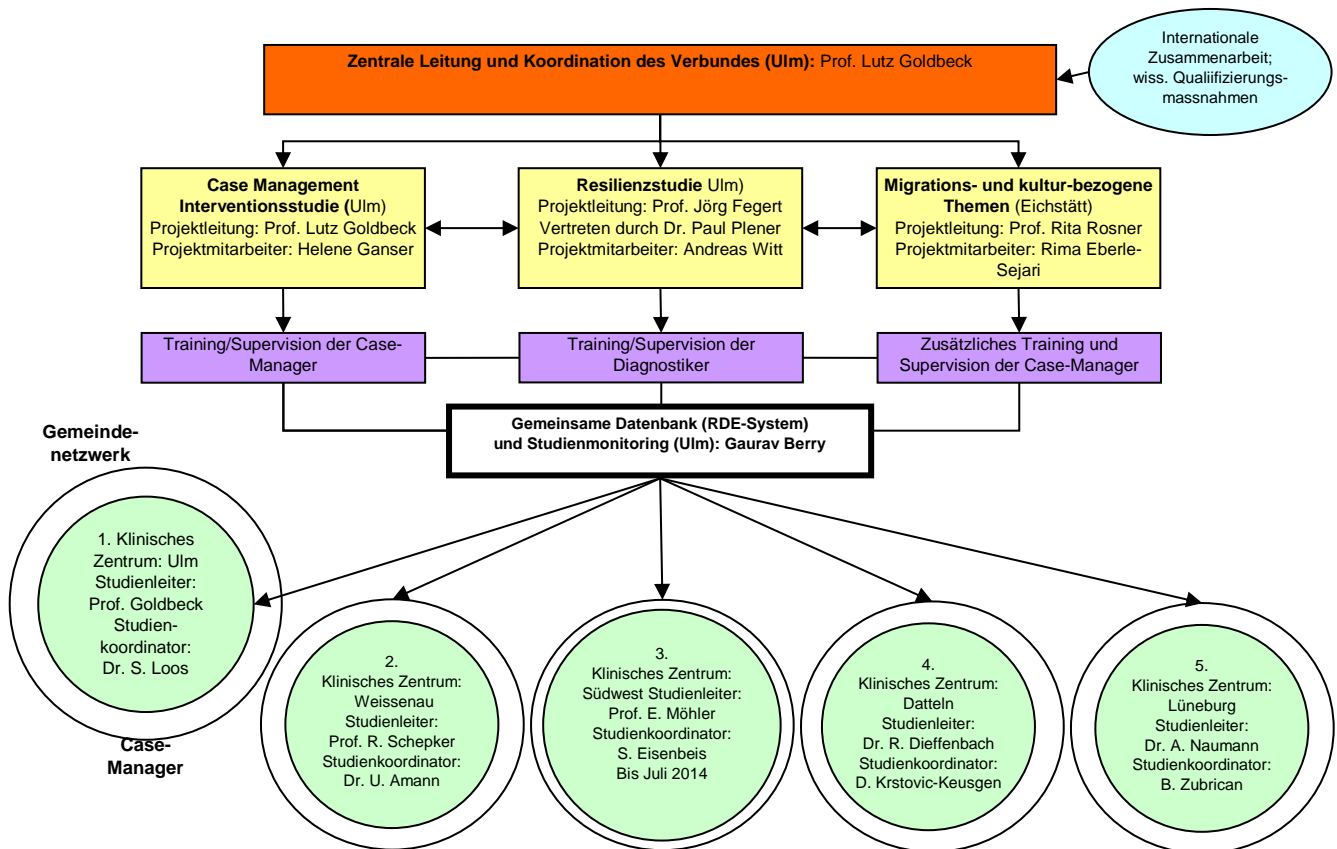 Zentrale Leitung und Koordination des Verbundes (Ulm): Prof. Lutz Goldbeck
Internationale
Zusammenarbeit;
wiss. Qualiifizierungs-
massnahmen
Case Management
Interventionsstudie (Ulm)
Projektleitung: Prof. Lutz Goldbeck
Projektmitarbeiter: Helene Ganser
Resilienzstudie Ulm)
Projektleitung: Prof. Jörg Fegert
Vertreten durch Dr. Paul Plener
Projektmitarbeiter: Andreas Witt
Migrations- und kultur-bezogene
Themen (Eichstätt)
Projektleitung: Prof. Rita Rosner
Projektmitarbeiter: Rima Eberle-
Sejari
Training/Supervision der Case-
Manager
Training/Supervision der
Diagnostiker
Zusätzliches Training und
Supervision der Case-Manager
Gemeinsame Datenbank (RDE-System)
und Studienmonitoring (Ulm): Gaurav Berry
Gemeinde-
netzwerk
1. Klinisches
Zentrum: Ulm
Studienleiter:
Prof. Goldbeck
Studien-
koordinator:
Dr. S. Loos
Case-
Manager
2.
Klinisches Zentrum:
Weissenau
Studienleiter:
Prof. R. Schepker
Studienkoordinator:
Dr. U. Amann
3.
Klinisches Zentrum:
Südwest Studienleiter:
Prof. E. Möhler
Studienkoordinator:
S. Eisenbeis
Bis Juli 2014
4.
Klinisches Zentrum:
Datteln
Studienleiter:
Dr. R. Dieffenbach
Studienkoordinator:
D. Krstovic-Keusgen
5.
Klinisches Zentrum:
Lüneburg
Studienleiter:
Dr. A. Naumann
Studienkoordinator:
B. Zubrican